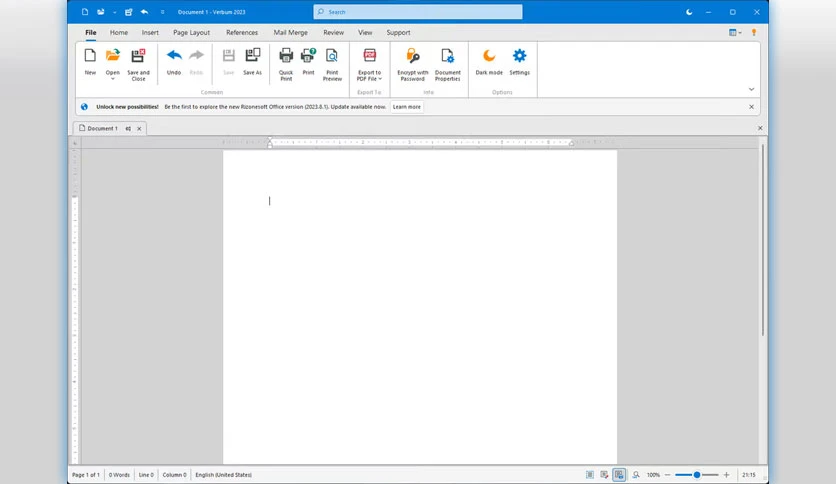 Document 1 - Verbum 2023
Search
File Home Insert Page Layout References Mail Merge Review View Support
New Open Save and Close Undo Redo Save Save As Quick Print Print Print Preview Export to PDF File Encrypt with Password Document Properties Dark mode Settings
Common Export To Info Options
Unlock new possibilities! Be the first to explore the new Rizonesoft Office version (2023.8.1). Update available now. Learn more
Document 1
Page 1 of 1 0 Words Line 0 Column 0 English (United States) 100% 21:15